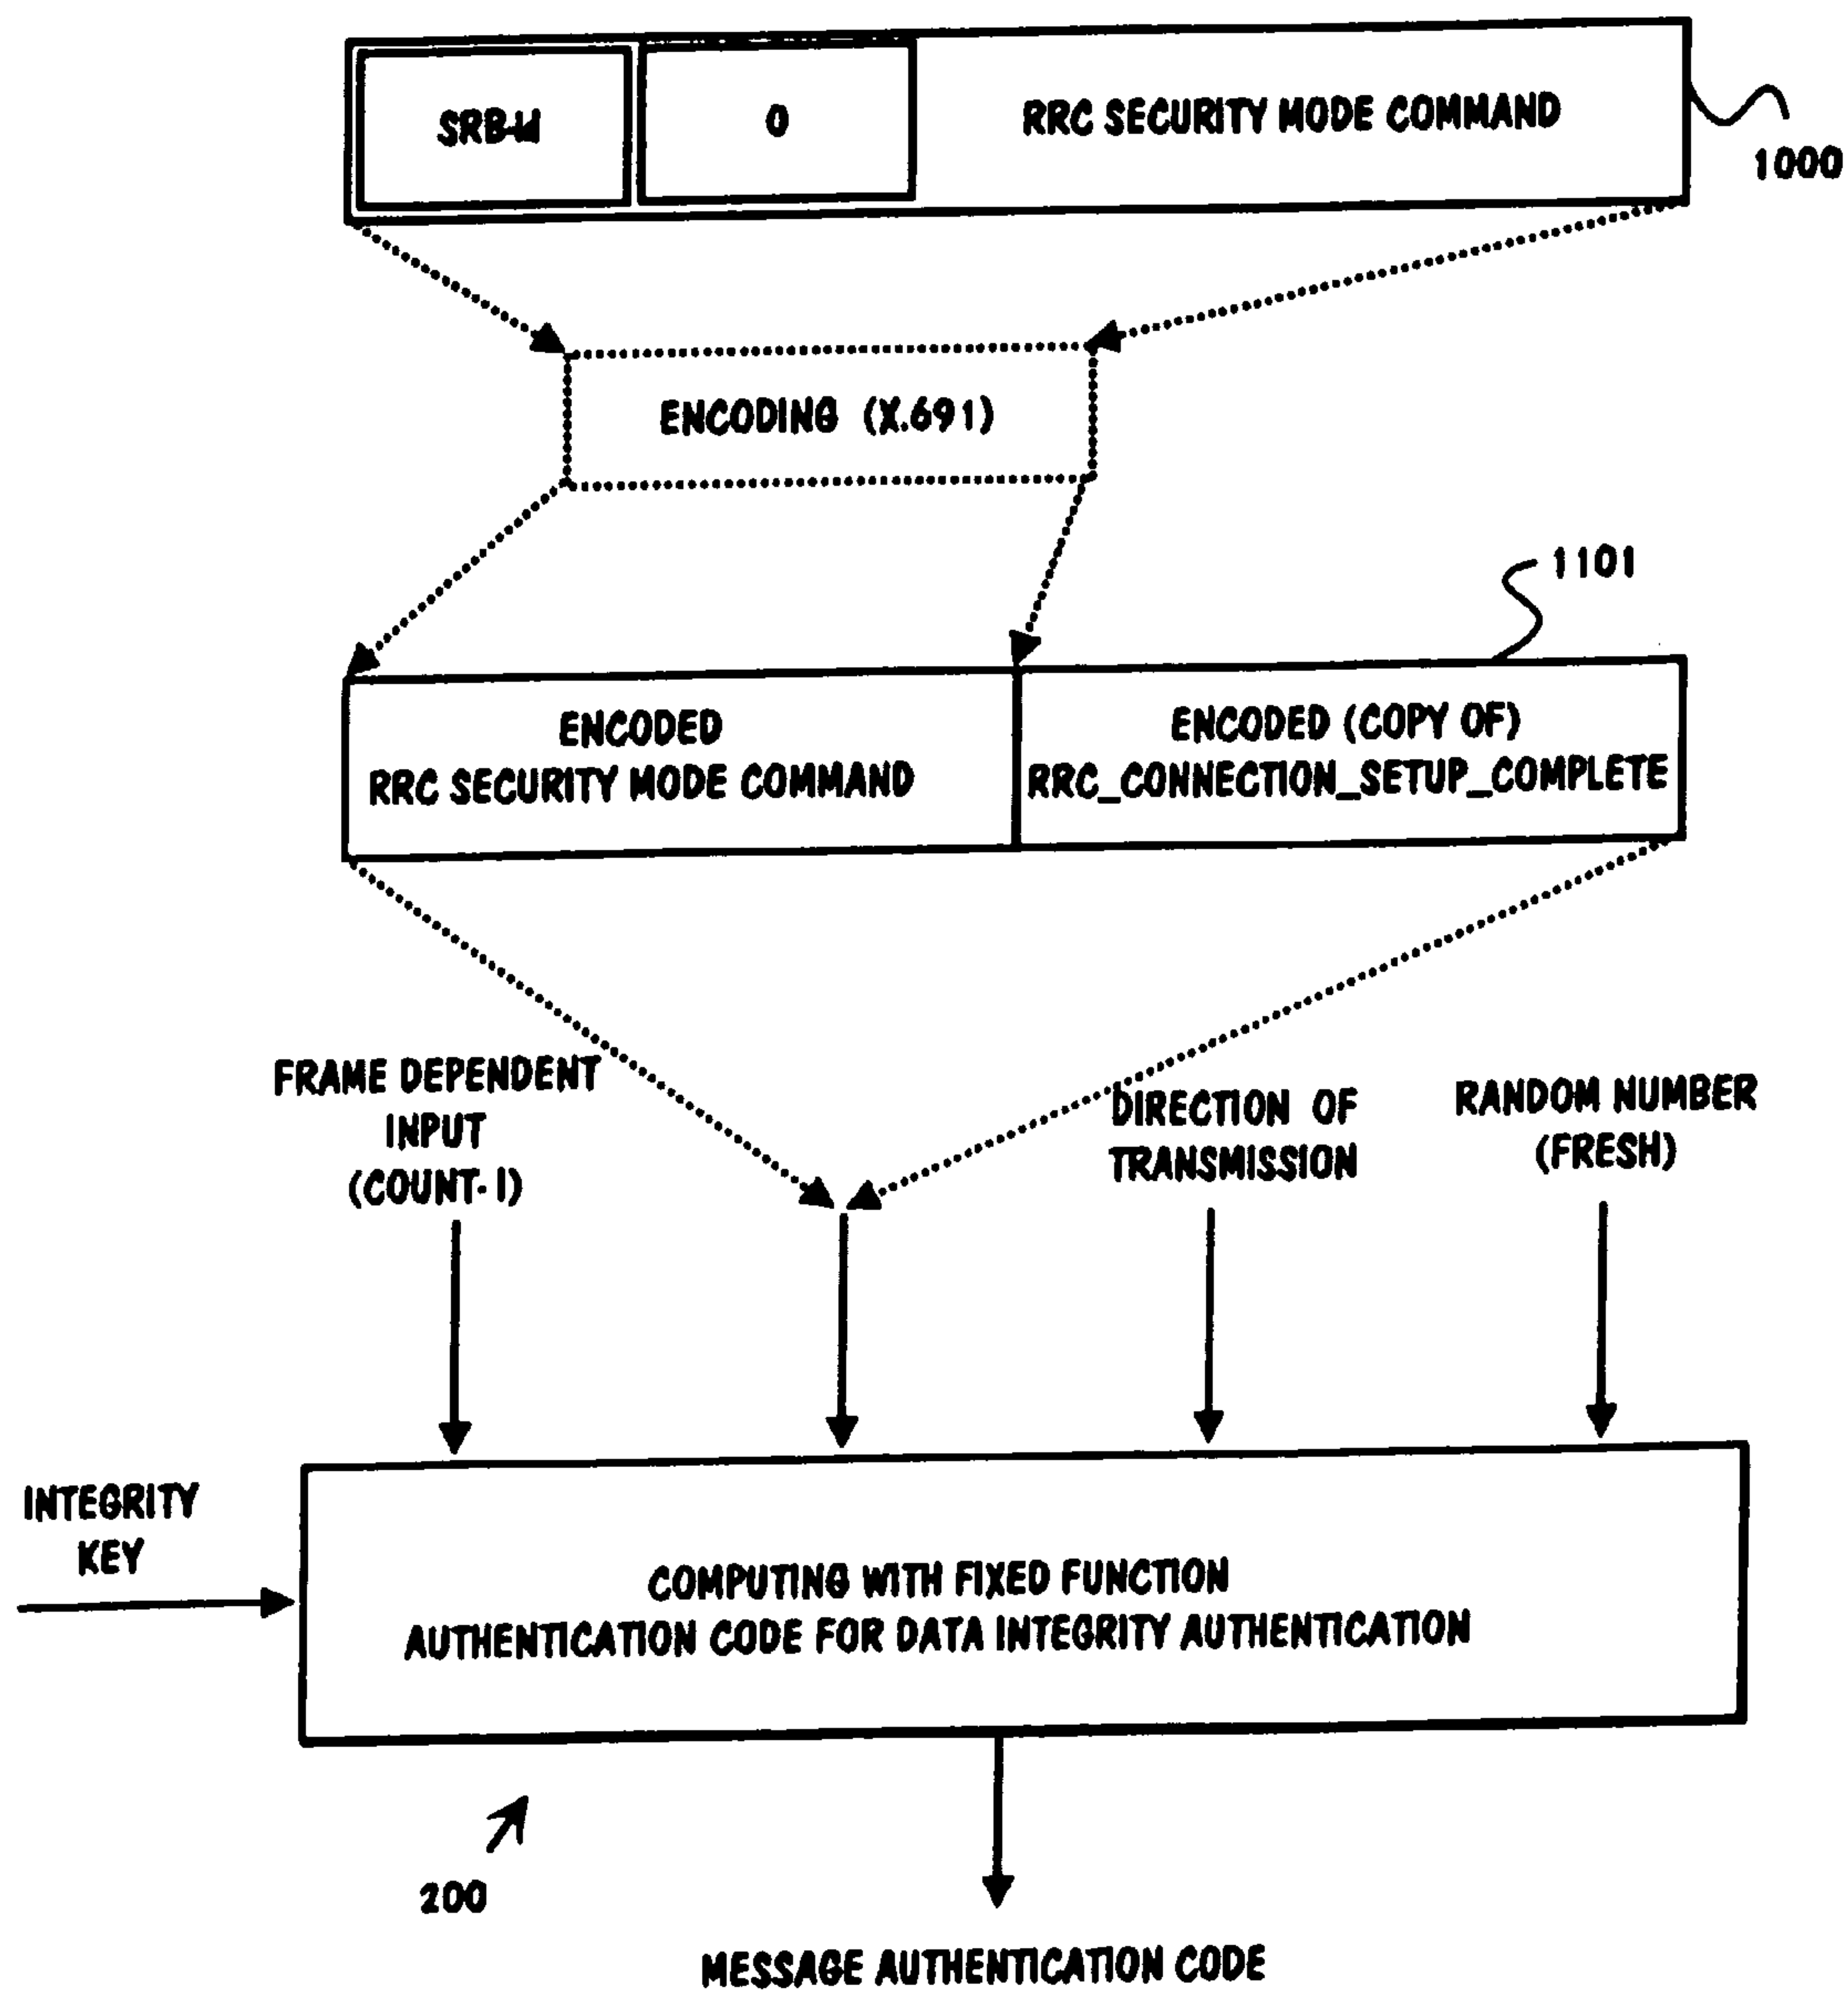 SRB-id
0
RRC SECURITY MODE COMMAND
1000
ENCODING (X.691)
1101
ENCODED
RRC SECURITY MODE COMMAND
ENCODED (COPY OF)
RRC_CONNECTION_SETUP_COMPLETE
FRAME DEPENDENT
INPUT
(COUNT-I)
DIRECTION OF
TRANSMISSION
RANDOM NUMBER
(FRESH)
INTEGRITY
KEY
COMPUTING WITH FIXED FUNCTION
AUTHENTICATION CODE FOR DATA INTEGRITY AUTHENTICATION
200
MESSAGE AUTHENTICATION CODE